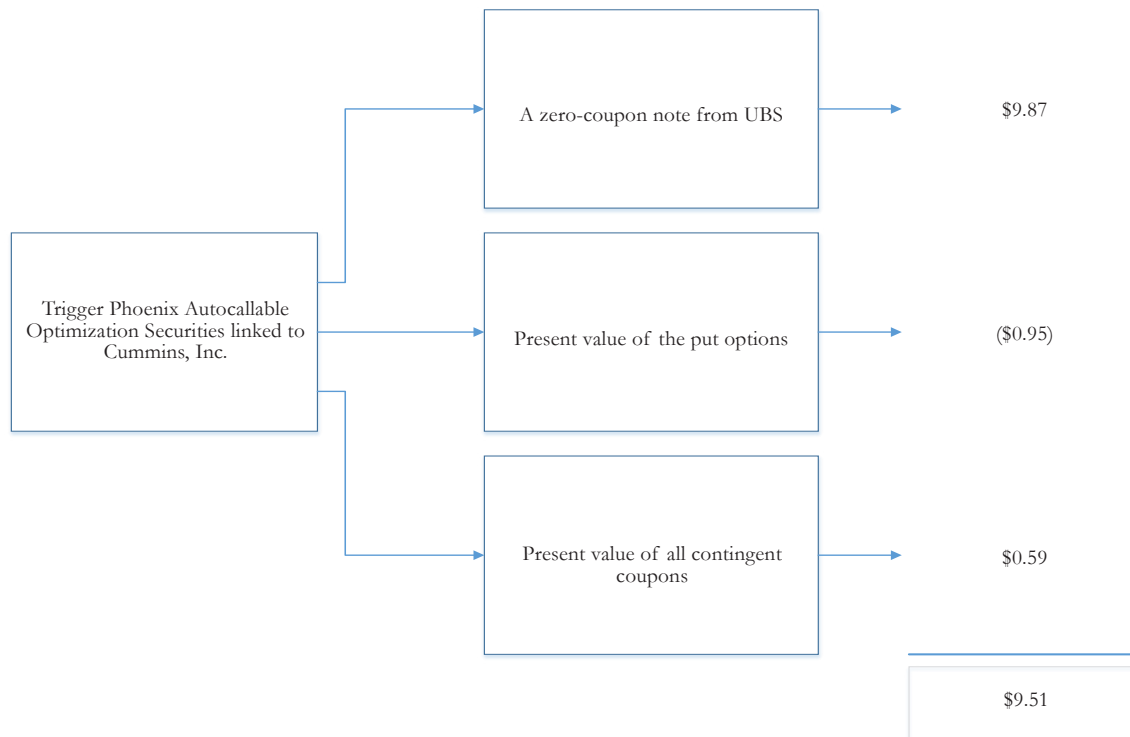 A zero-coupon note from UBS
$9.87
Trigger Phoenix Autocallable
Optimization Securities linked to
Cummins, Inc.
Present value of the put options
($0.95)
Present value of all contingent
coupons
$0.59
$9.51